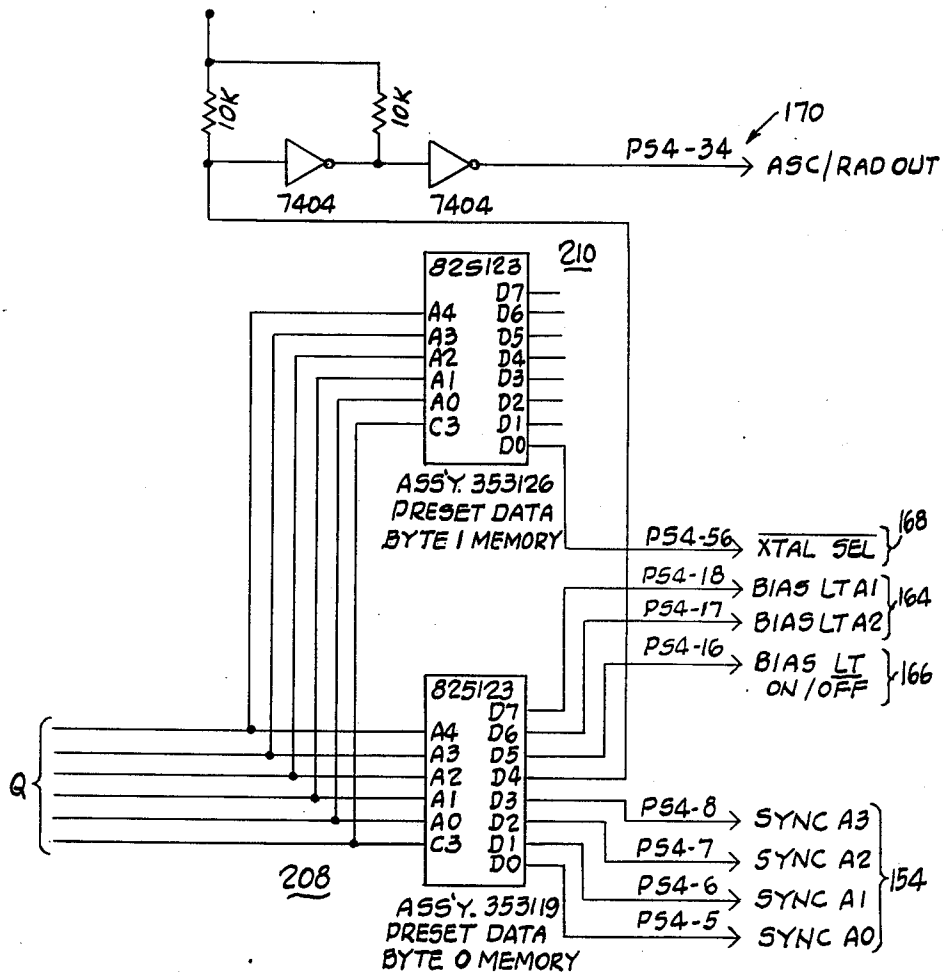 10K
10K
7404
7404
PS4-34
170
ASC/RAD OUT
210
82S123
A4
A3
A2
A1
A0
C3
D7
D6
D5
D4
D3
D2
D1
D0
ASS'Y. 353126
PRESET DATA
BYTE 1 MEMORY
PS4-56
XTAL SEL
168
PS4-18
BIAS LT A1
PS4-17
BIAS LT A2
164
PS4-16
BIAS LT
ON/OFF
166
Q
82S123
A4
A3
A2
A1
A0
C3
D7
D6
D5
D4
D3
D2
D1
D0
208
ASS'Y. 353119
PRESET DATA
BYTE 0 MEMORY
PS4-8
SYNC A3
PS4-7
SYNC A2
PS4-6
SYNC A1
PS4-5
SYNC A0
154